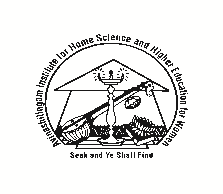 Avinashilingam Institute for Home Science and Higher Education for Women
Seek and Ye Shall Find